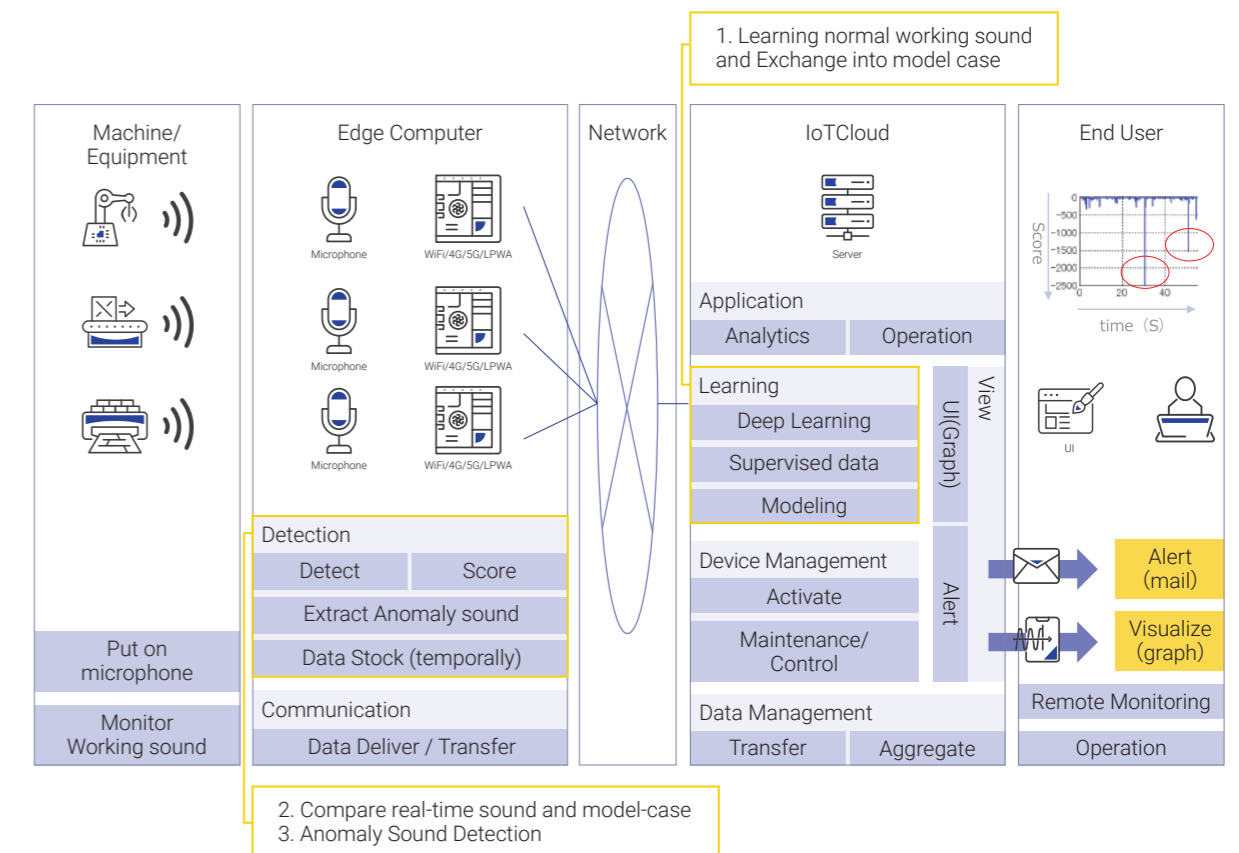 1. Learning normal working sound
and Exchange into model case
Machine/
Equipment
Put on
microphone
Monitor
Working sound
Edge Computer
Microphone
WiFi/4G/5G/LPWA
Microphone
WiFi/4G/5G/LPWA
Microphone
WiFi/4G/5G/LPWA
Detection
Detect
Score
Extract Anomaly sound
Data Stock (temporally)
Communication
Data Deliver / Transfer
Network
IoTCloud
Server
Application
Analytics
Operation
Learning
Deep Learning
Supervised data
Modeling
UI(Graph)
View
Device Management
Activate
Maintenance/
Control
Alert
Data Management
Transfer
Aggregate
End User
Score
0
-500
-1000
-1500
-2000
-2500
0
20
40
time (S)
UI
Alert
(mail)
Visualize
(graph)
Remote Monitoring
Operation
2. Compare real-time sound and model-case
3. Anomaly Sound Detection